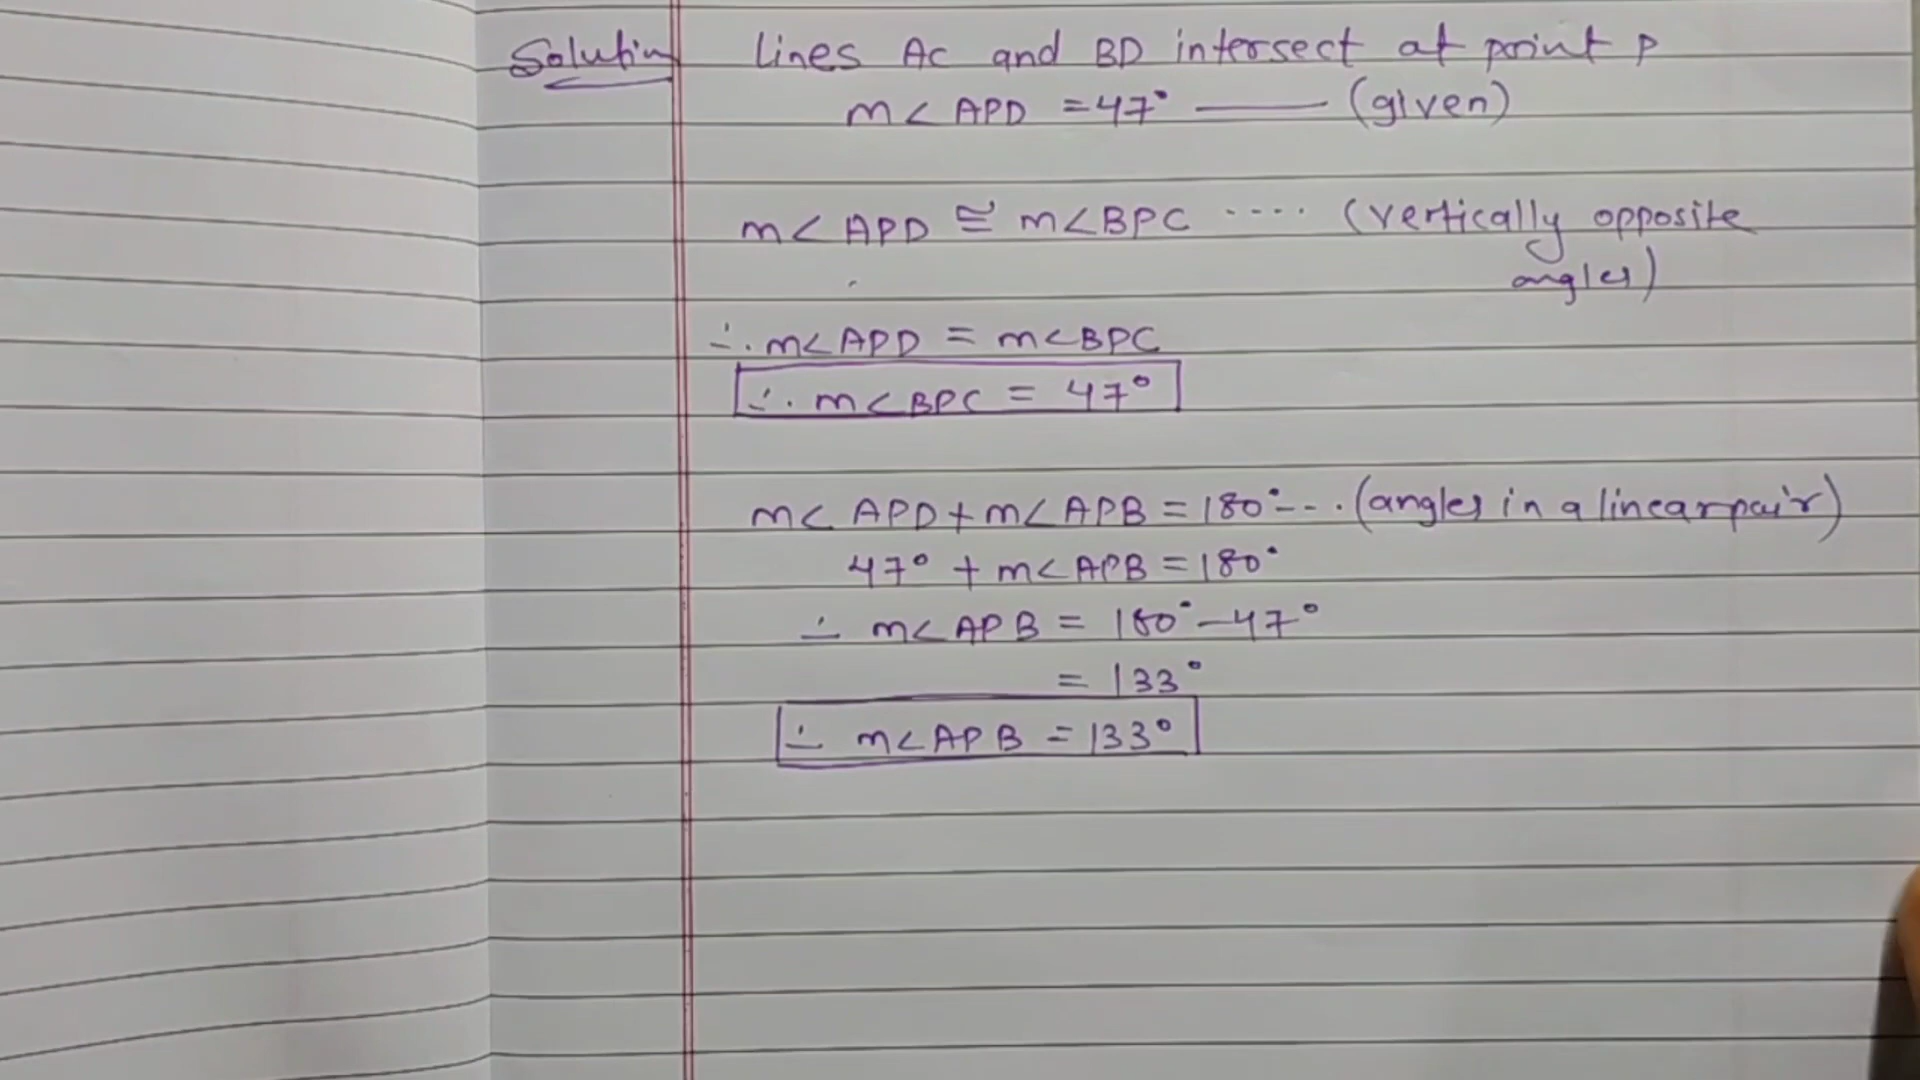 Solution lines AC and BD intersect at point P
m∠APD = 47° —— (given)
m∠APD ≅ m∠BPC ···· (vertically opposite
angles)
∴ m∠APD = m∠BPC
∴ m∠BPC = 47°
m∠APD + m∠APB = 180° --.. (angles in a linear pair)
47° + m∠APB = 180°
∴ m∠APB = 180° - 47°
= 133°
∴ m∠APB = 133°